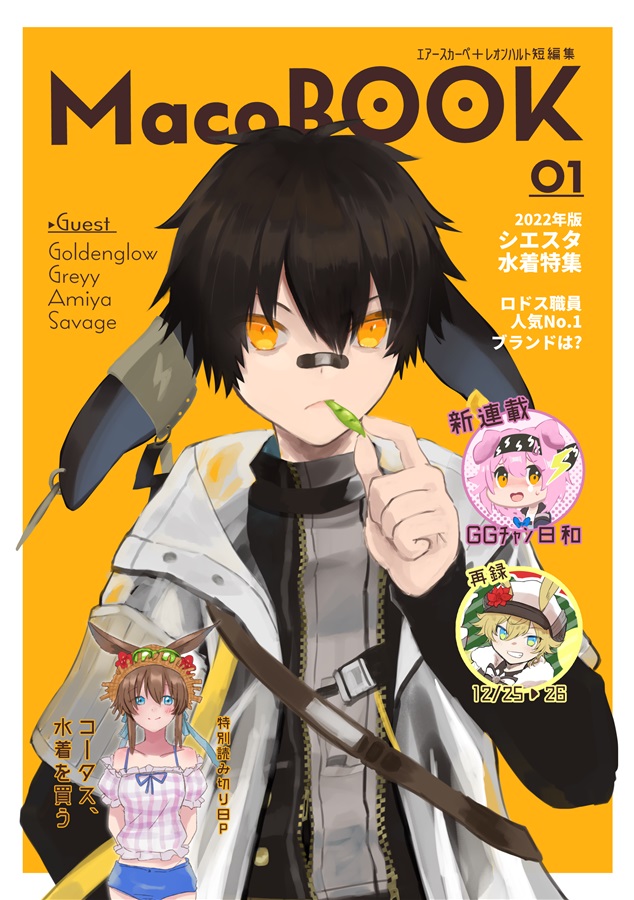 エアースカーペ+レオンハルト短編集
MacoBOOK
01
▸Guest
Goldenglow
Greyy
Amiya
Savage
2022年版
シエスタ
水着特集
ロドス職員
人気No.1
ブランドは?
新連載
GGチャン日和
再録
12/25▸26
コータス、
水着を買う
特別読み切り8P